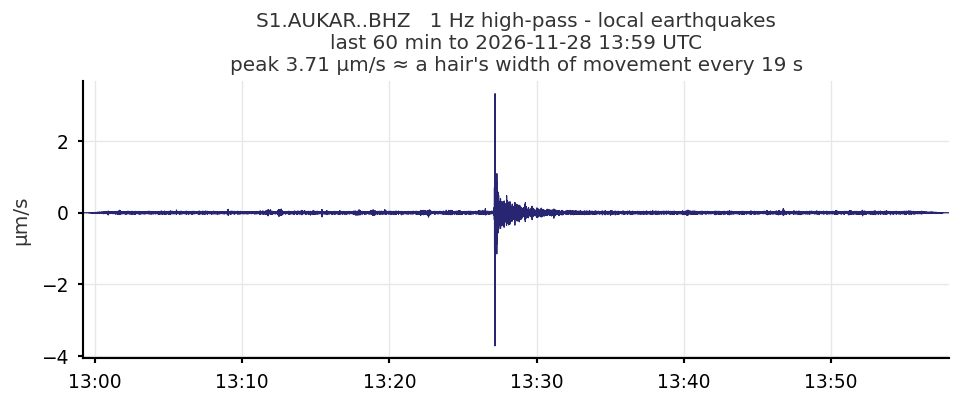 S1.AUKAR..BHZ   1 Hz high-pass - local earthquakes
last 60 min to 2026-11-28 13:59 UTC
peak 3.71 µm/s ≈ a hair's width of movement every 19 s
µm/s
2
0
−2
−4
13:00 13:10 13:20 13:30 13:40 13:50